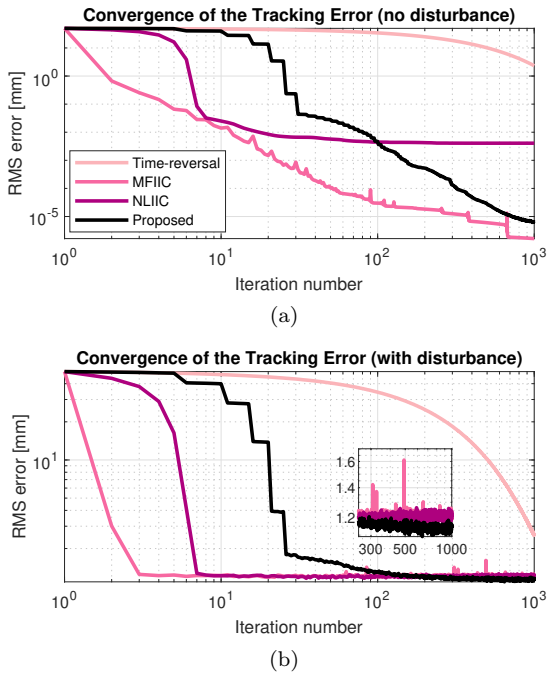 Convergence of the Tracking Error (no disturbance)
RMS error [mm]
10^0
10^-5
Time-reversal
MFIIC
NLIIC
Proposed
10^0 10^1 10^2 10^3
Iteration number
(a)
Convergence of the Tracking Error (with disturbance)
RMS error [mm]
10^1
1.6
1.4
1.2
300 500 1000
10^0 10^1 10^2 10^3
Iteration number
(b)